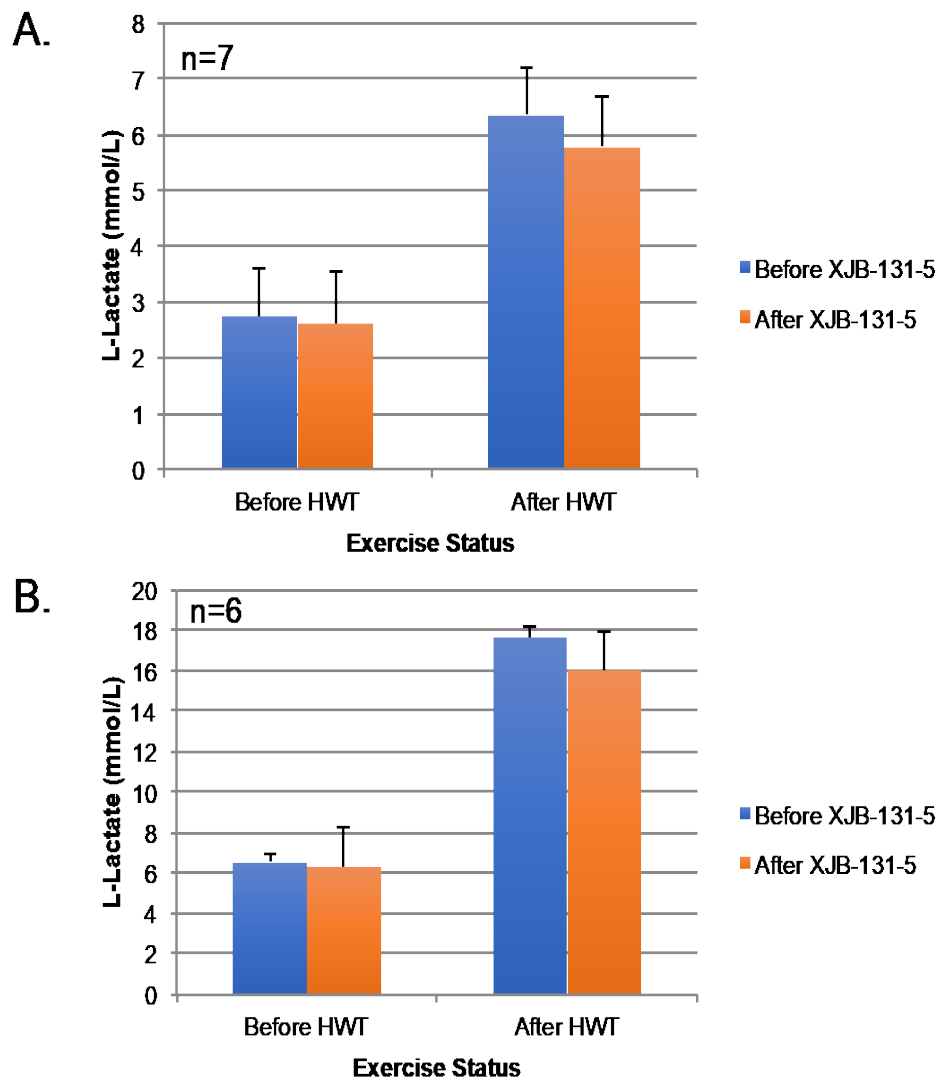 A.
n=7
L-Lactate (mmol/L)
8
7
6
5
4
3
2
1
0
Before HWT After HWT
Exercise Status
Before XJB-131-5
After XJB-131-5
B.
n=6
L-Lactate (mmol/L)
20
18
16
14
12
10
8
6
4
2
0
Before HWT After HWT
Exercise Status
Before XJB-131-5
After XJB-131-5